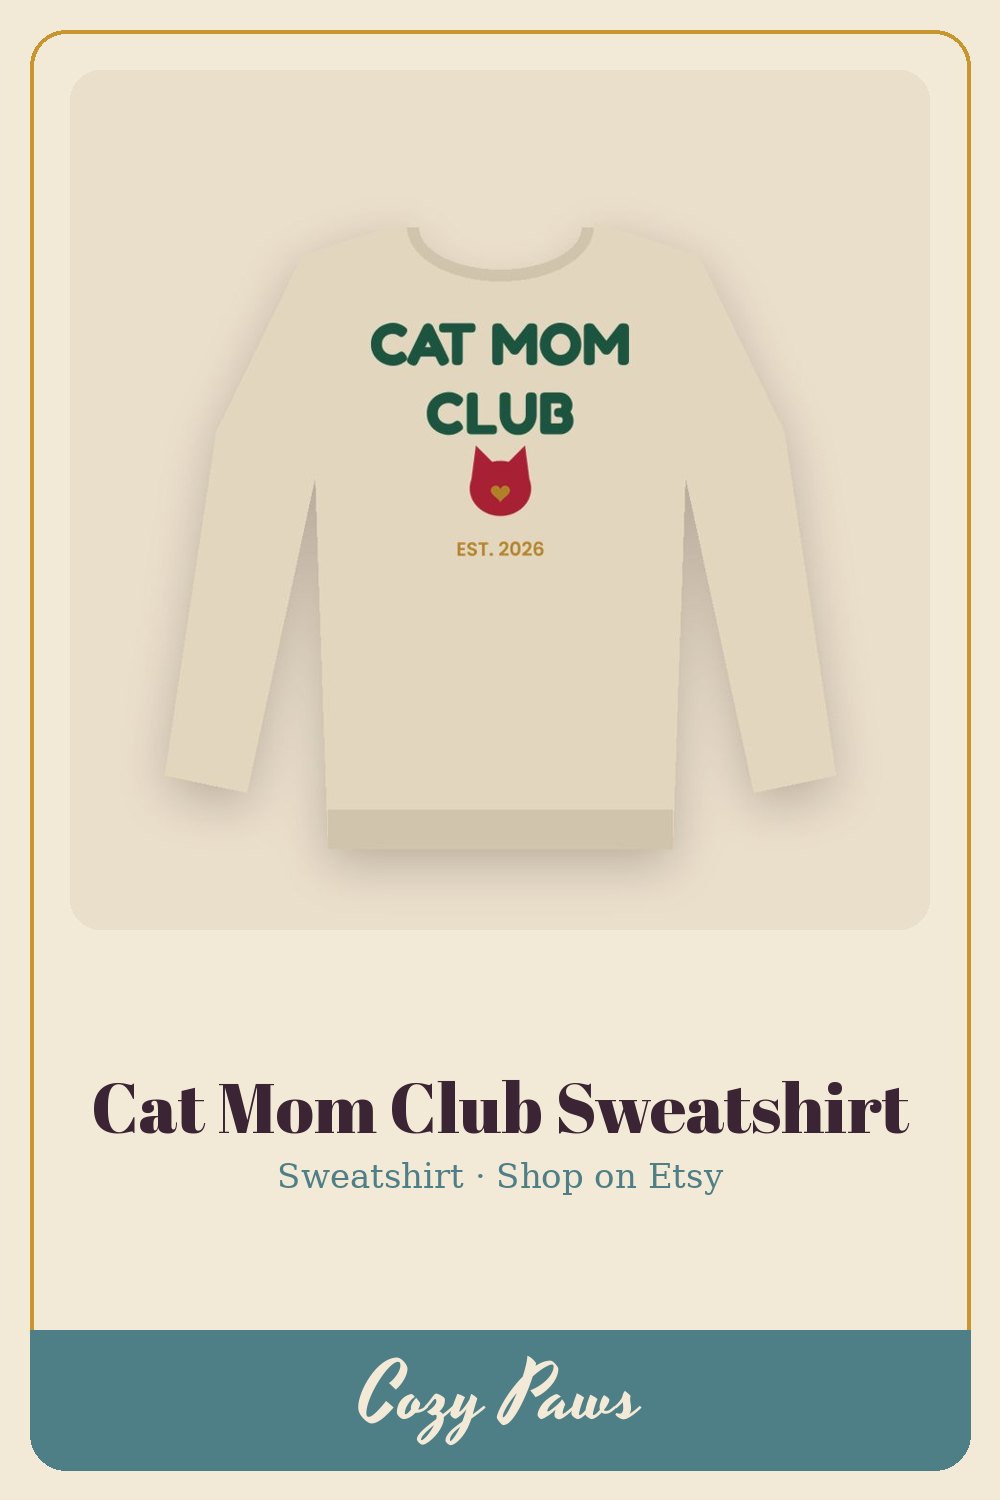 CAT MOM
CLUB
EST. 2026
Cat Mom Club Sweatshirt
Sweatshirt · Shop on Etsy
Cozy Paws